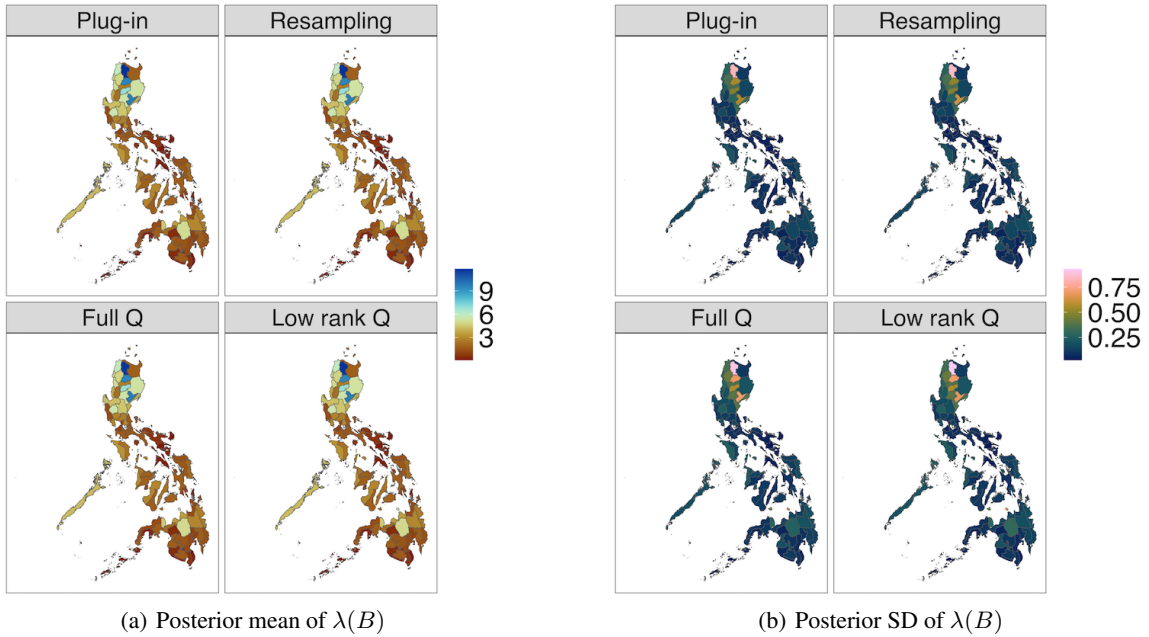 Plug-in Resampling
Full Q Low rank Q
9
6
3
(a) Posterior mean of λ(B)
Plug-in Resampling
Full Q Low rank Q
0.75
0.50
0.25
(b) Posterior SD of λ(B)